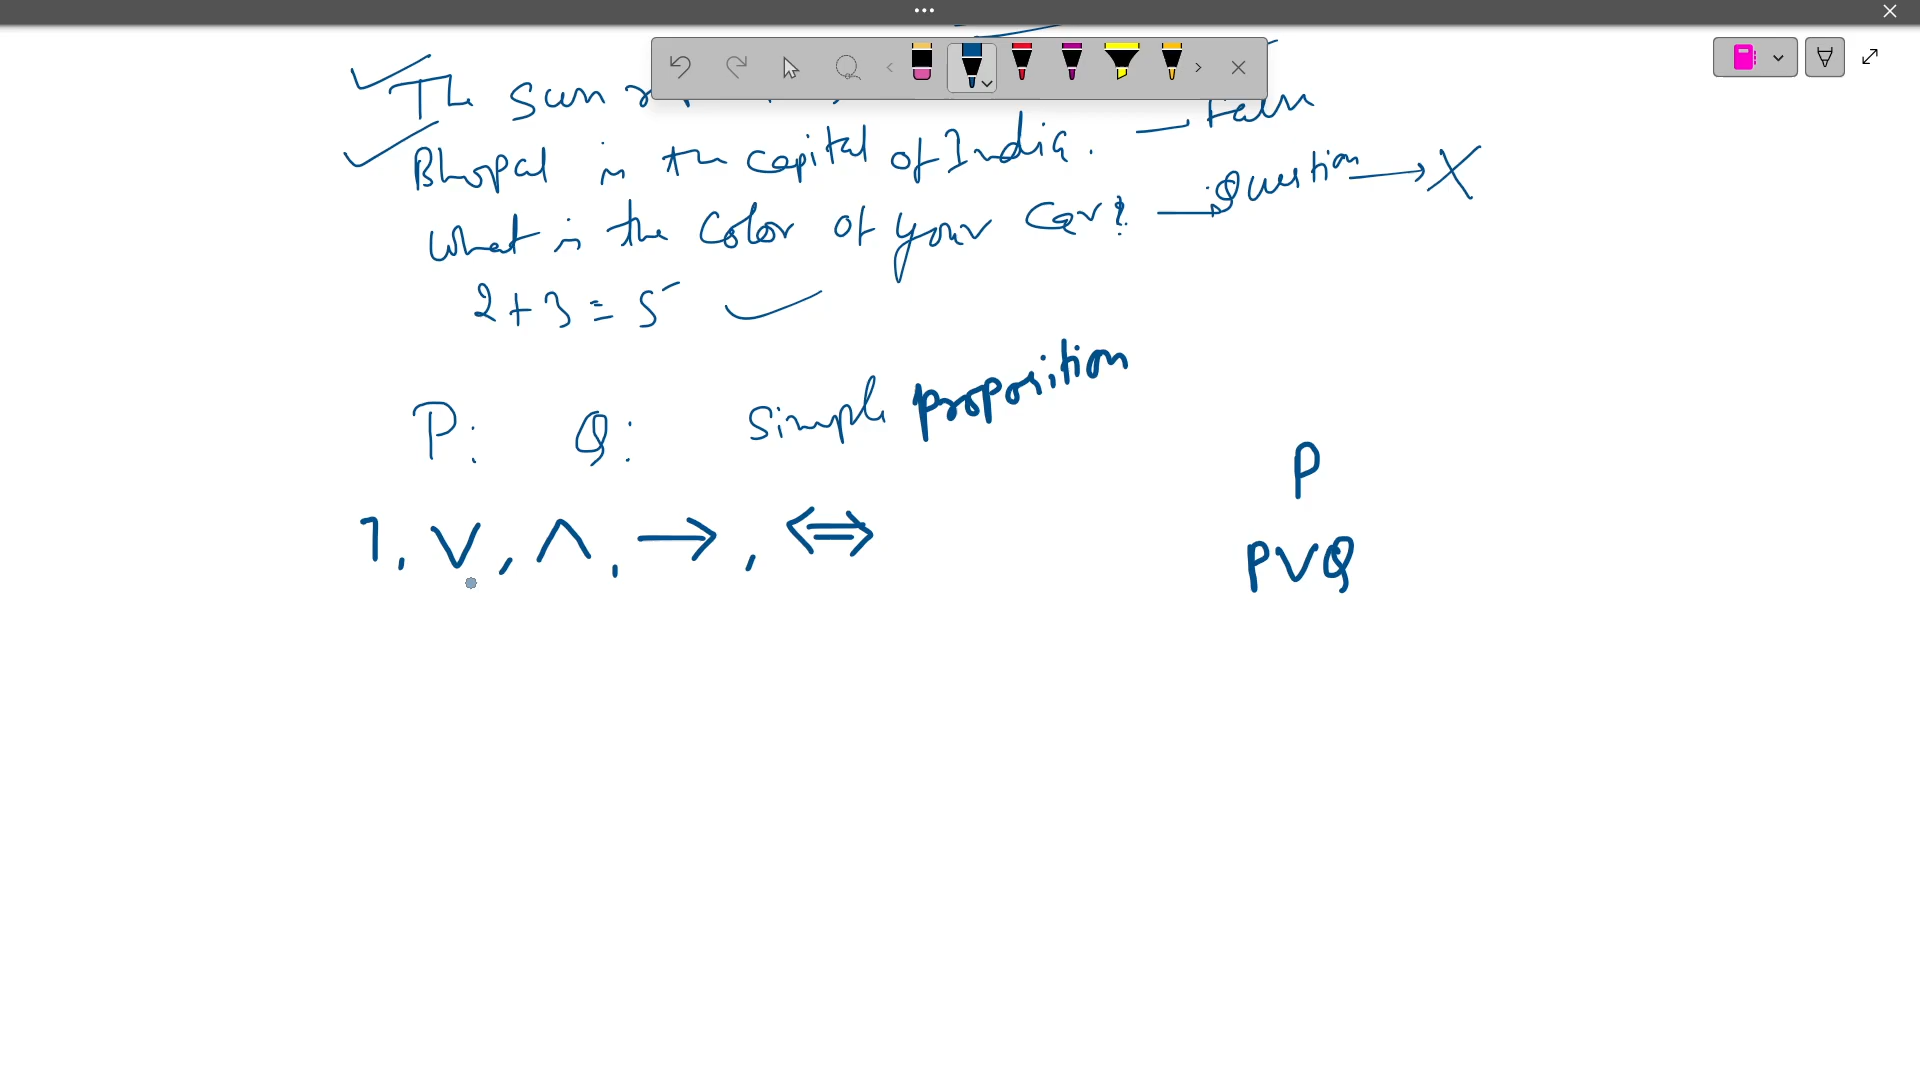 The sun
Bhopal is the capital of India. — False
What is the color of your Car? → Question → X
2 + 3 = 5 ✓
P: Q: Simple proposition
P
¬, ∨, ∧, →, ⇔
P∨Q